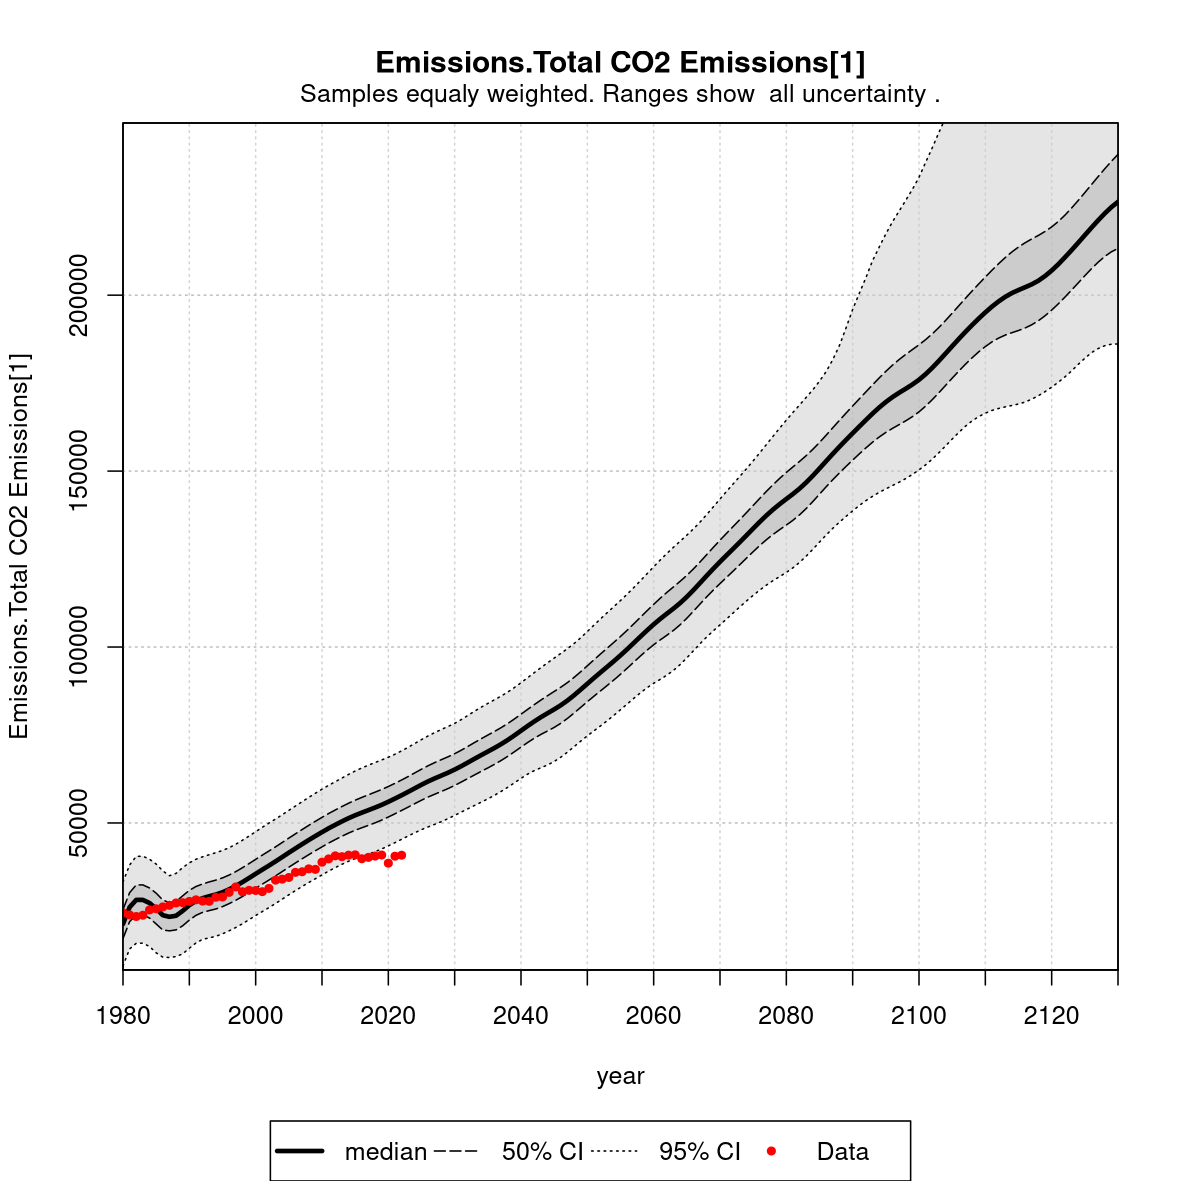 Emissions.Total CO2 Emissions[1]
Samples equaly weighted. Ranges show  all uncertainty .
Emissions.Total CO2 Emissions[1]
200000
150000
100000
50000
1980 2000 2020 2040 2060 2080 2100 2120
year
median 50% CI 95% CI Data